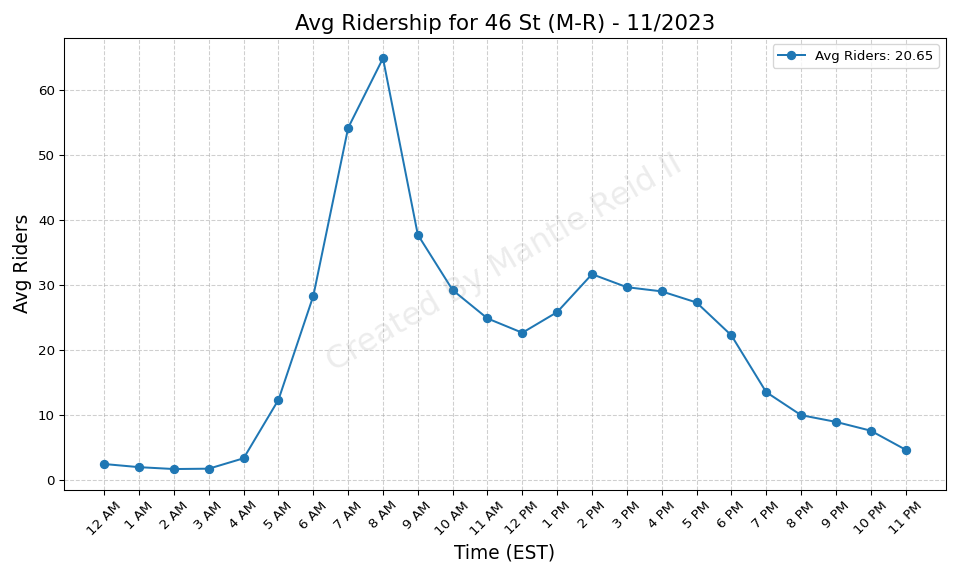 Avg Ridership for 46 St (M-R) - 11/2023
Avg Riders: 20.65
60
50
40
30
20
10
0
Avg Riders
Created By Mantle Reid II
12 AM
1 AM
2 AM
3 AM
4 AM
5 AM
6 AM
7 AM
8 AM
9 AM
10 AM
11 AM
12 PM
1 PM
2 PM
3 PM
4 PM
5 PM
6 PM
7 PM
8 PM
9 PM
10 PM
11 PM
Time (EST)